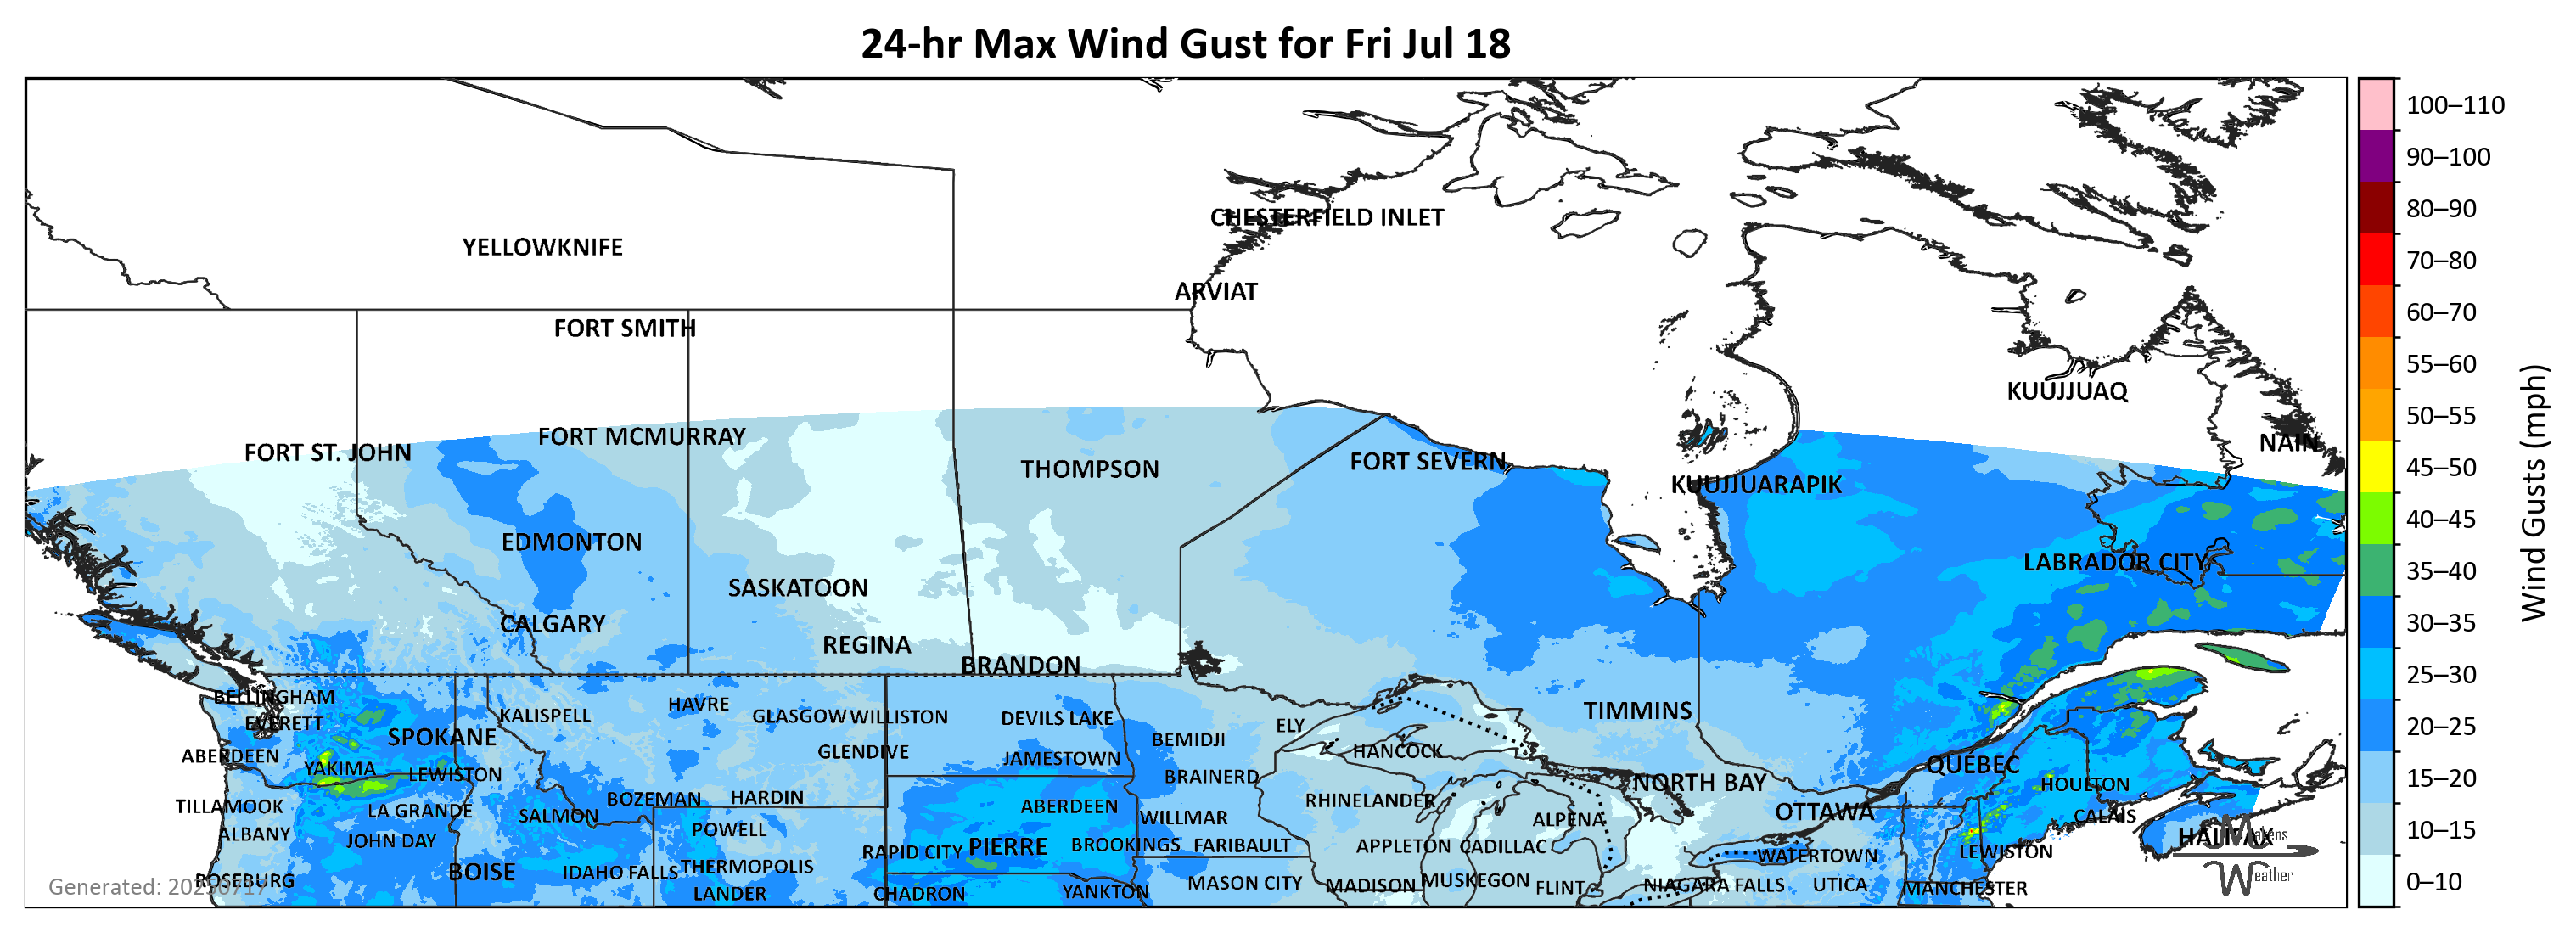 24-hr Max Wind Gust for Fri Jul 18
100–110
90–100
80–90
70–80
60–70
55–60
50–55
45–50
40–45
35–40
30–35
25–30
20–25
15–20
10–15
0–10
Wind Gusts (mph)
CHESTERFIELD INLET
YELLOWKNIFE
ARVIAT
FORT SMITH
KUUJJUAQ
FORT MCMURRAY
NAIN
FORT ST. JOHN
FORT SEVERN
THOMPSON
KUUJJUARAPIK
EDMONTON
LABRADOR CITY
SASKATOON
CALGARY
REGINA
BRANDON
BELLINGHAM
HAVRE
TIMMINS
KALISPELL
GLASGOW
WILLISTON
DEVILS LAKE
EVERETT
ELY
SPOKANE
BEMIDJI
GLENDIVE
HANCOCK
ABERDEEN
JAMESTOWN
QUEBEC
YAKIMA
LEWISTON
BRAINERD
NORTH BAY
HOULTON
BOZEMAN
HARDIN
RHINELANDER
TILLAMOOK
ABERDEEN
LA GRANDE
OTTAWA
SALMON
CALAIS
WILLMAR
ALPENA
POWELL
ALBANY
HALIFAX
JOHN DAY
BROOKINGS
FARIBAULT
APPLETON
CADILLAC
PIERRE
RAPID CITY
LEWISTON
WATERTOWN
THERMOPOLIS
BOISE
IDAHO FALLS
ROSEBURG
MUSKEGON
MASON CITY
MADISON
NIAGARA FALLS
UTICA
FLINT
MANCHESTER
YANKTON
LANDER
CHADRON
Makens
Weather
Generated: 20250717